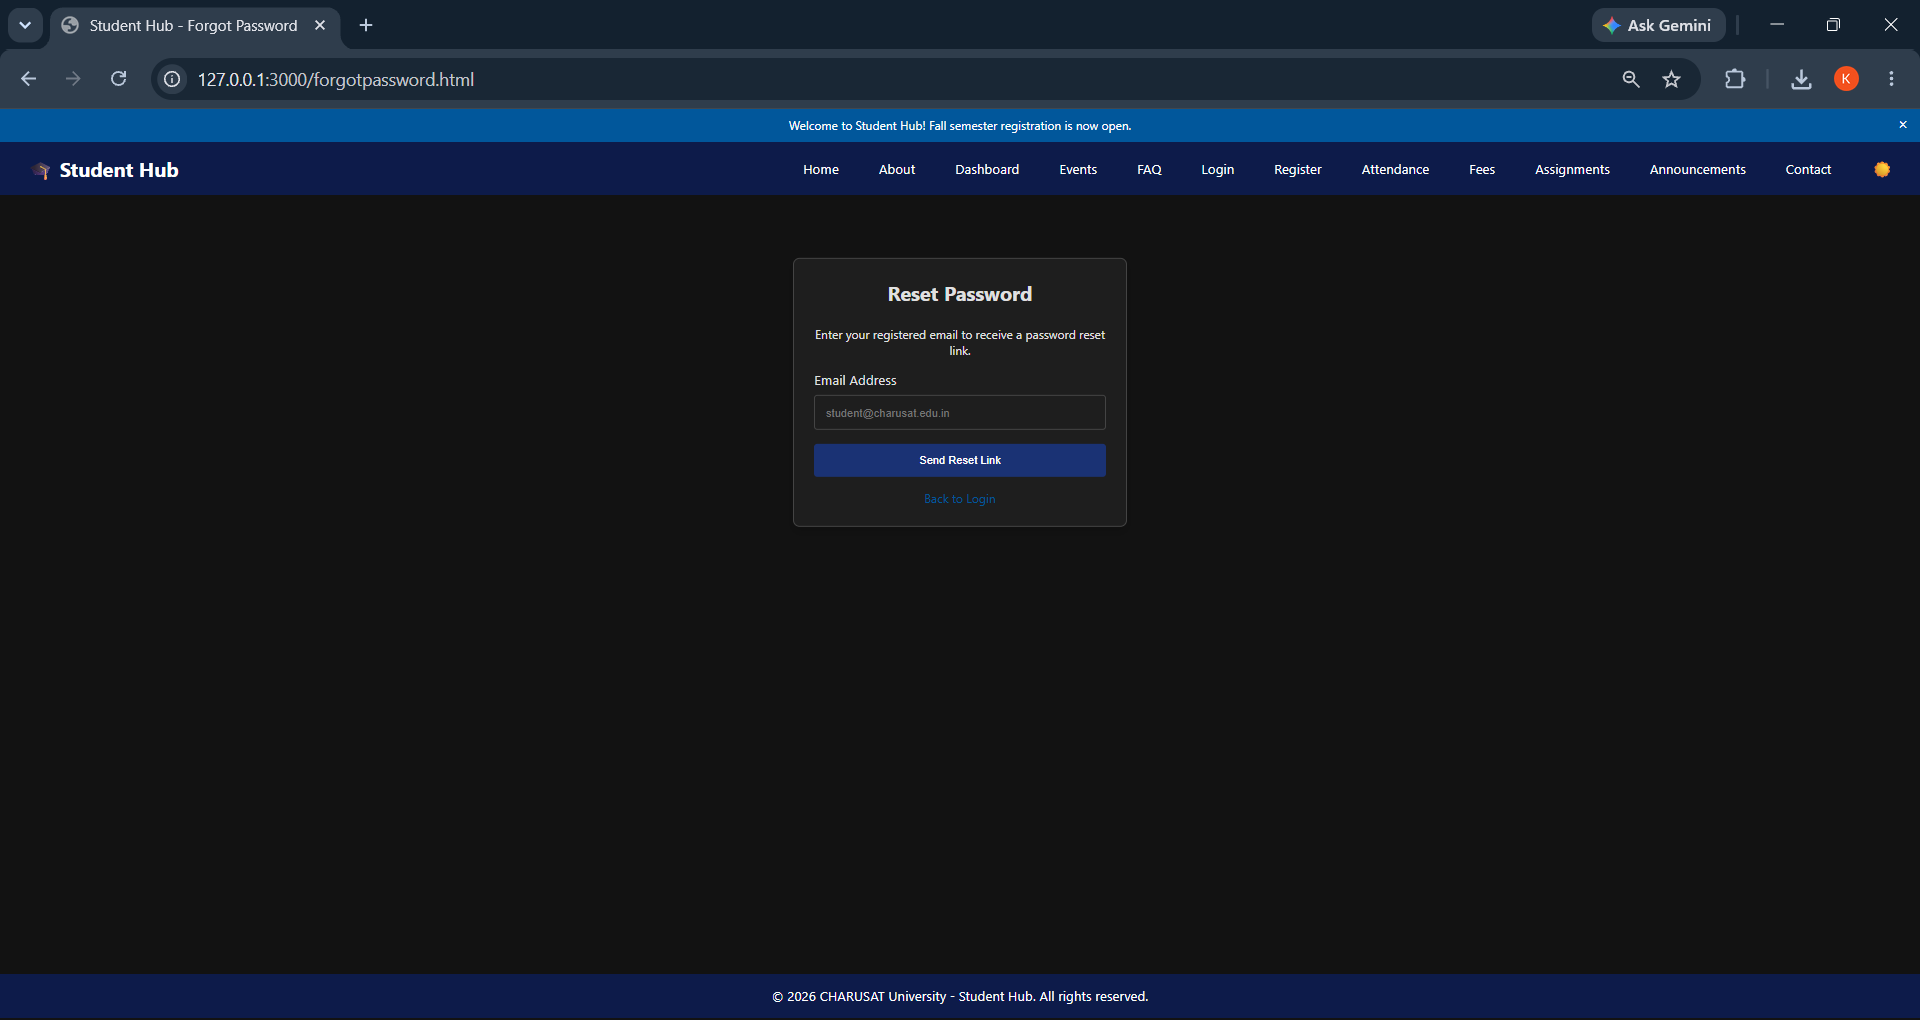 Student Hub - Forgot Password
Ask Gemini
127.0.0.1:3000/forgotpassword.html
K
Welcome to Student Hub! Fall semester registration is now open.
Student Hub
Home
About
Dashboard
Events
FAQ
Login
Register
Attendance
Fees
Assignments
Announcements
Contact
Reset Password
Enter your registered email to receive a password reset
link.
Email Address
student@charusat.edu.in
Send Reset Link
Back to Login
© 2026 CHARUSAT University - Student Hub. All rights reserved.